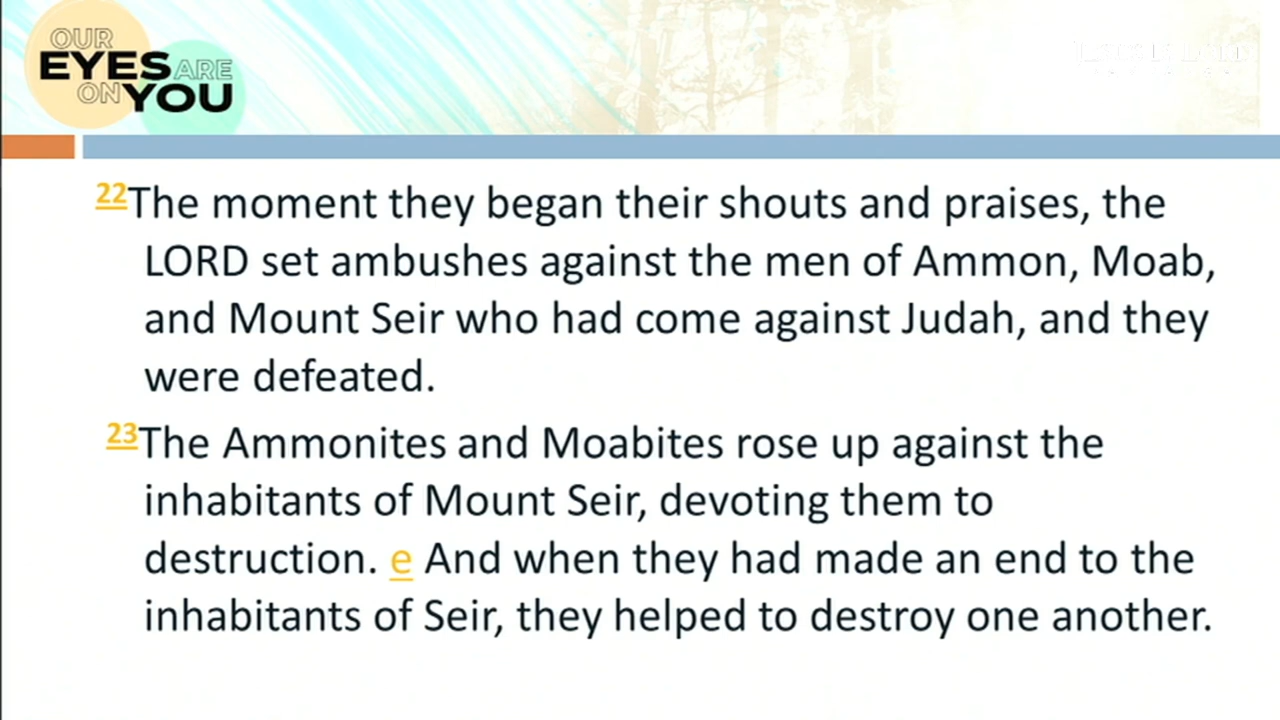 OUR
EYES ARE
ON YOU
22The moment they began their shouts and praises, the
LORD set ambushes against the men of Ammon, Moab,
and Mount Seir who had come against Judah, and they
were defeated.
23The Ammonites and Moabites rose up against the
inhabitants of Mount Seir, devoting them to
destruction. e And when they had made an end to the
inhabitants of Seir, they helped to destroy one another.